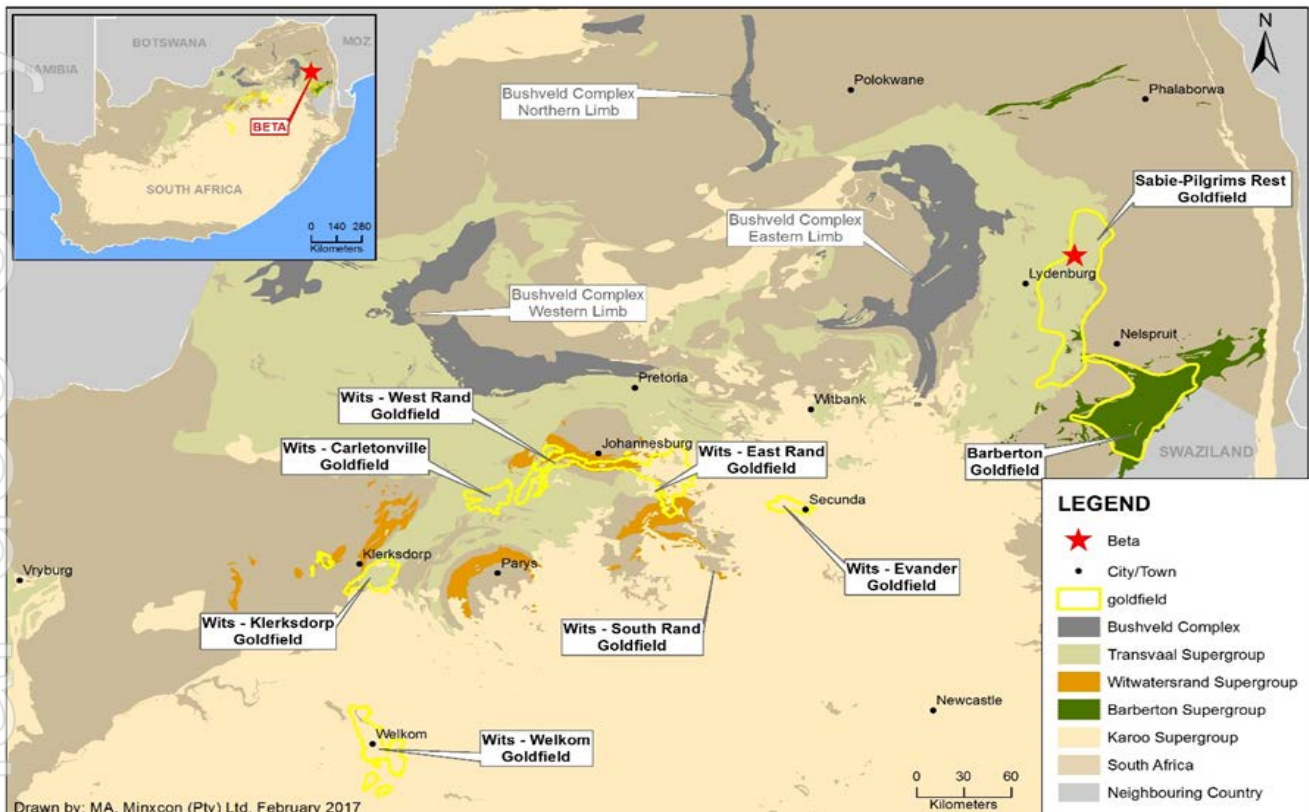 BOTSWANA
MOZ
NAMIBIA
BETA
SOUTH AFRICA
0 140 280
Kilometers
N
Polokwane
Phalaborwa
Bushveld Complex
Northern Limb
Sabie-Pilgrims Rest
Goldfield
Bushveld Complex
Eastern Limb
Lydenburg
Bushveld Complex
Western Limb
Nelspruit
Pretoria
Witbank
Wits - West Rand
Goldfield
Johannesburg
Wits - Carletonville
Goldfield
Wits - East Rand
Goldfield
Barberton
Goldfield
SWAZILAND
Secunda
Klerksdorp
Parys
Vryburg
Wits - Evander
Goldfield
Wits - Klerksdorp
Goldfield
Wits - South Rand
Goldfield
Newcastle
Welkom
Wits - Welkom
Goldfield
LEGEND
Beta
City/Town
goldfield
Bushveld Complex
Transvaal Supergroup
Witwatersrand Supergroup
Barberton Supergroup
Karoo Supergroup
South Africa
Neighbouring Country
0 30 60
Kilometers
Drawn by: MA, Minxcon (Pty) Ltd, February 2017